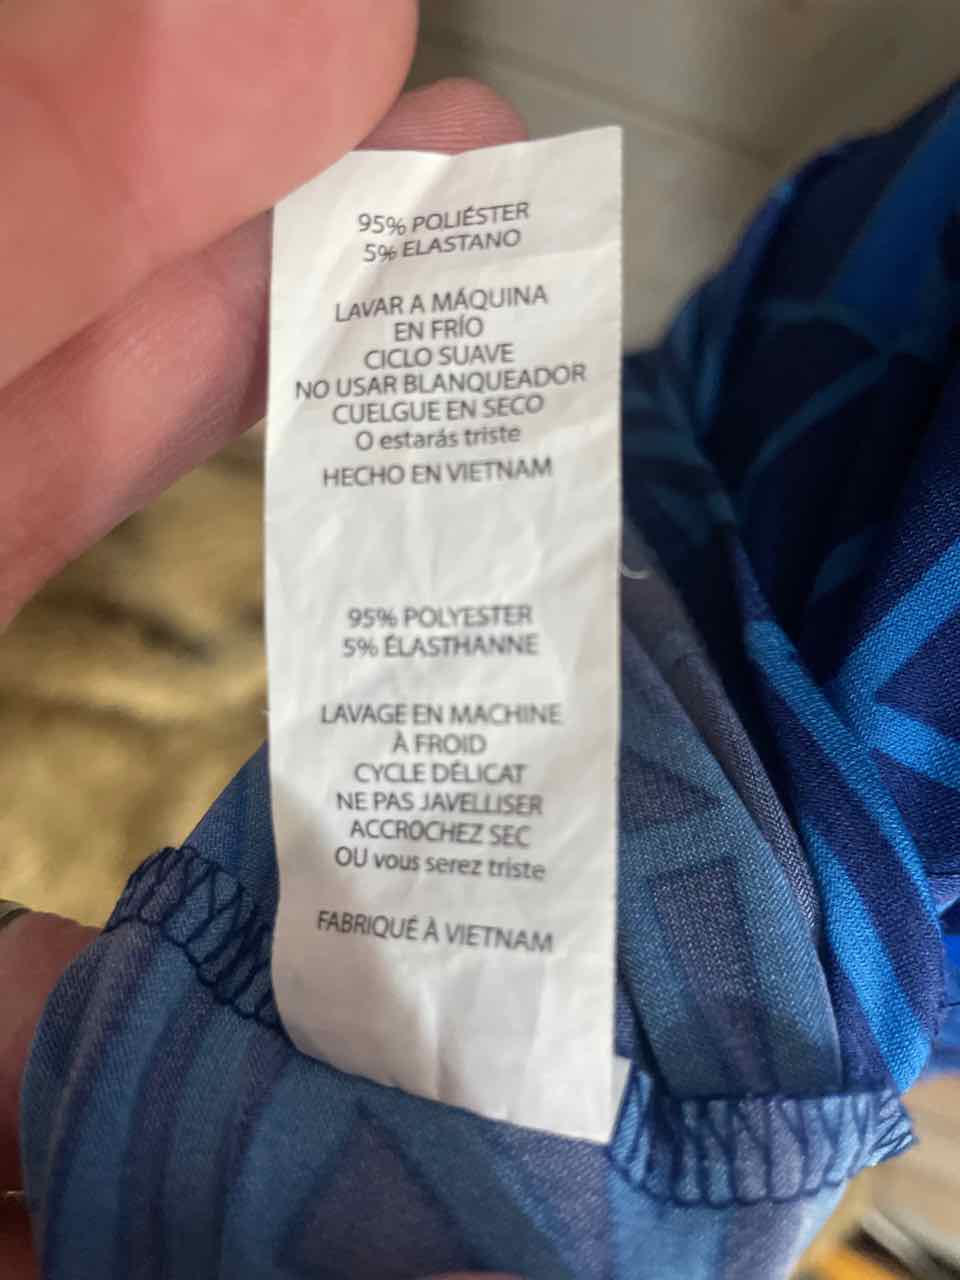 95% POLIÉSTER
5% ELASTANO
LAVAR A MÁQUINA
EN FRÍO
CICLO SUAVE
NO USAR BLANQUEADOR
CUELGUE EN SECO
O estarás triste
HECHO EN VIETNAM
95% POLYESTER
5% ÉLASTHANNE
LAVAGE EN MACHINE
À FROID
CYCLE DÉLICAT
NE PAS JAVELLISER
ACCROCHEZ SEC
OU vous serez triste
FABRIQUÉ À VIETNAM